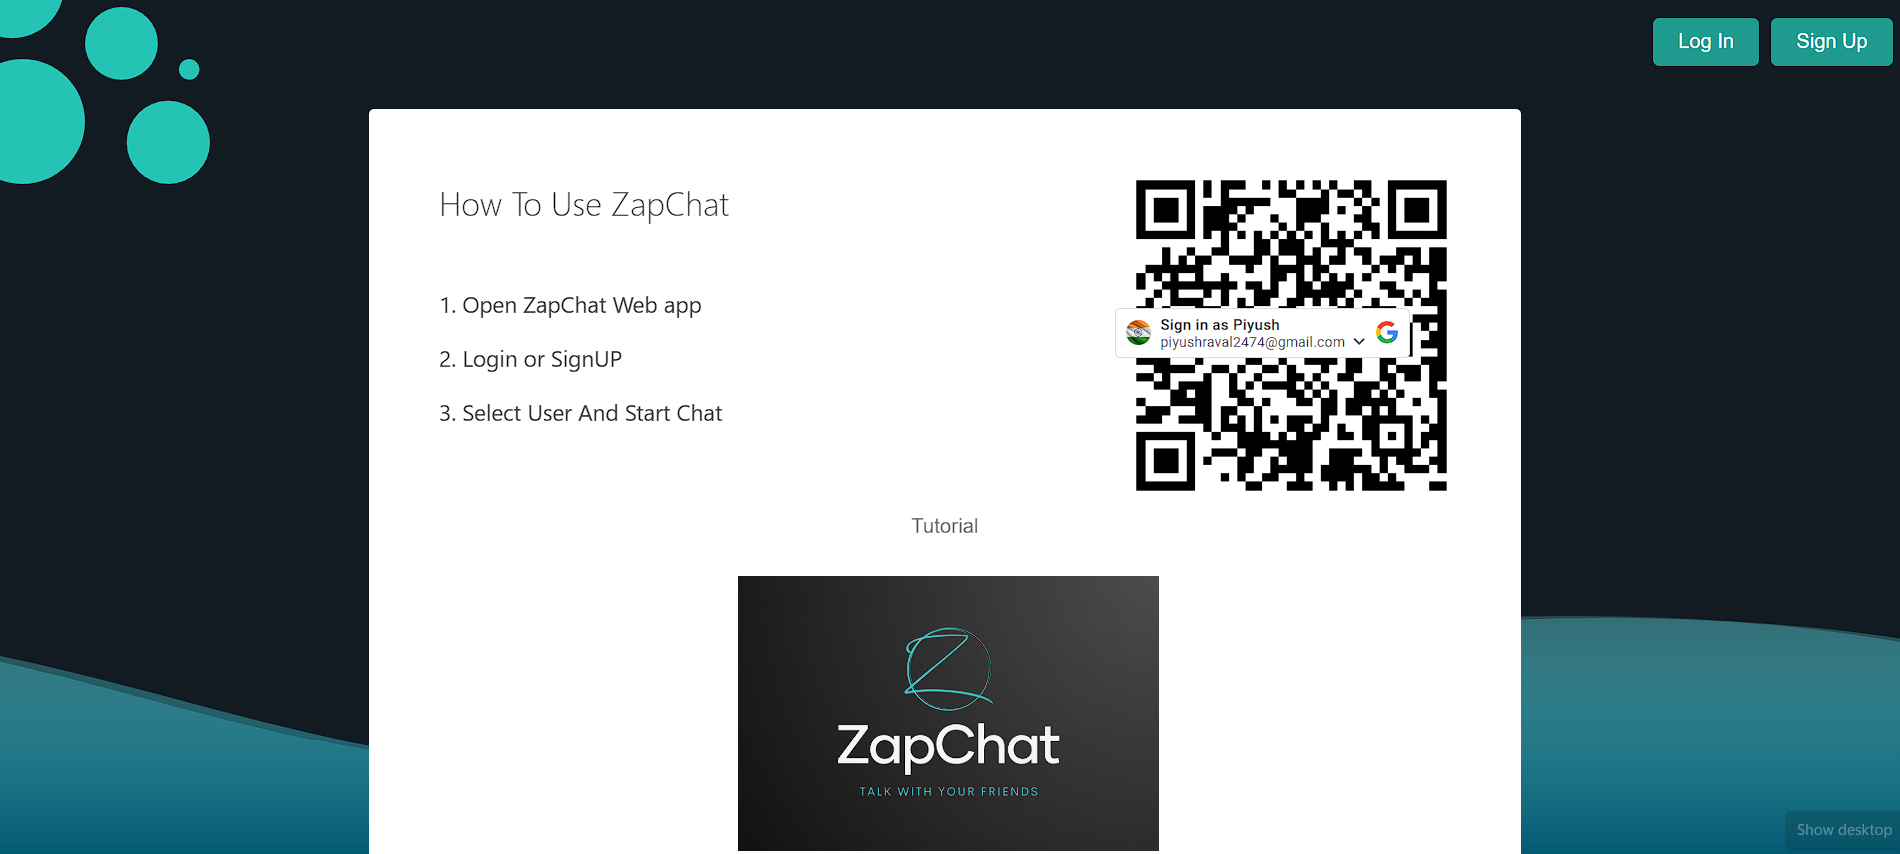 Log In
Sign Up
How To Use ZapChat
1. Open ZapChat Web app
2. Login or SignUP
3. Select User And Start Chat
Sign in as Piyush
piyushraval2474@gmail.com
Tutorial
ZapChat
TALK WITH YOUR FRIENDS
Show desktop